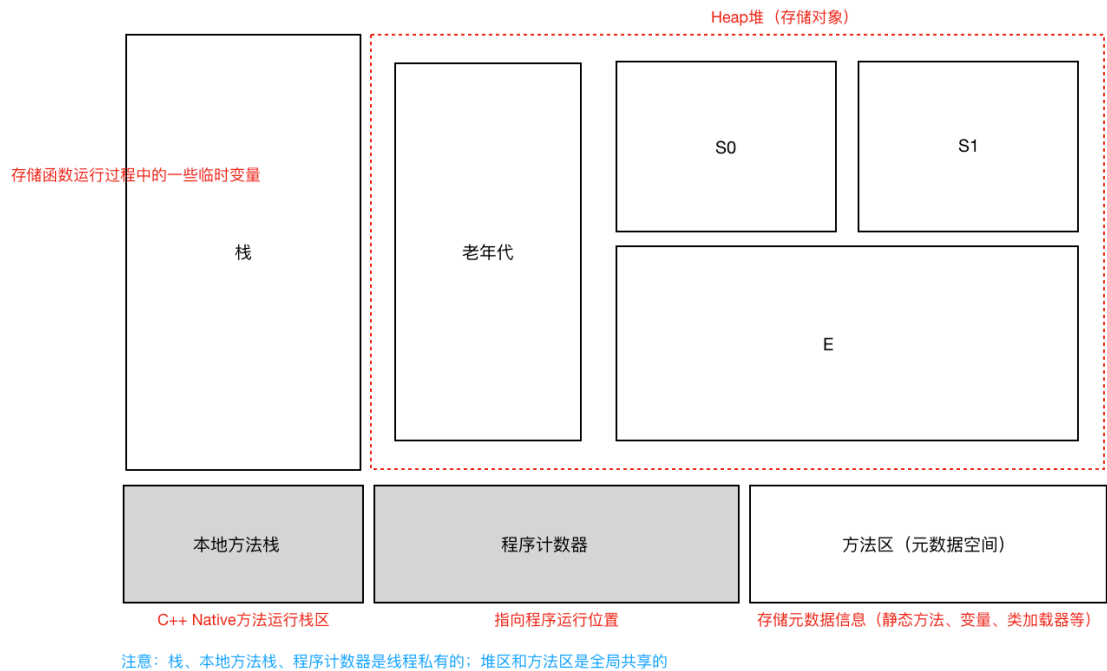 Heap堆（存储对象）
S0
S1
存储函数运行过程中的一些临时变量
栈
老年代
E
本地方法栈
程序计数器
方法区（元数据空间）
C++ Native方法运行栈区
指向程序运行位置
存储元数据信息（静态方法、变量、类加载器等）
注意：栈、本地方法栈、程序计数器是线程私有的；堆区和方法区是全局共享的